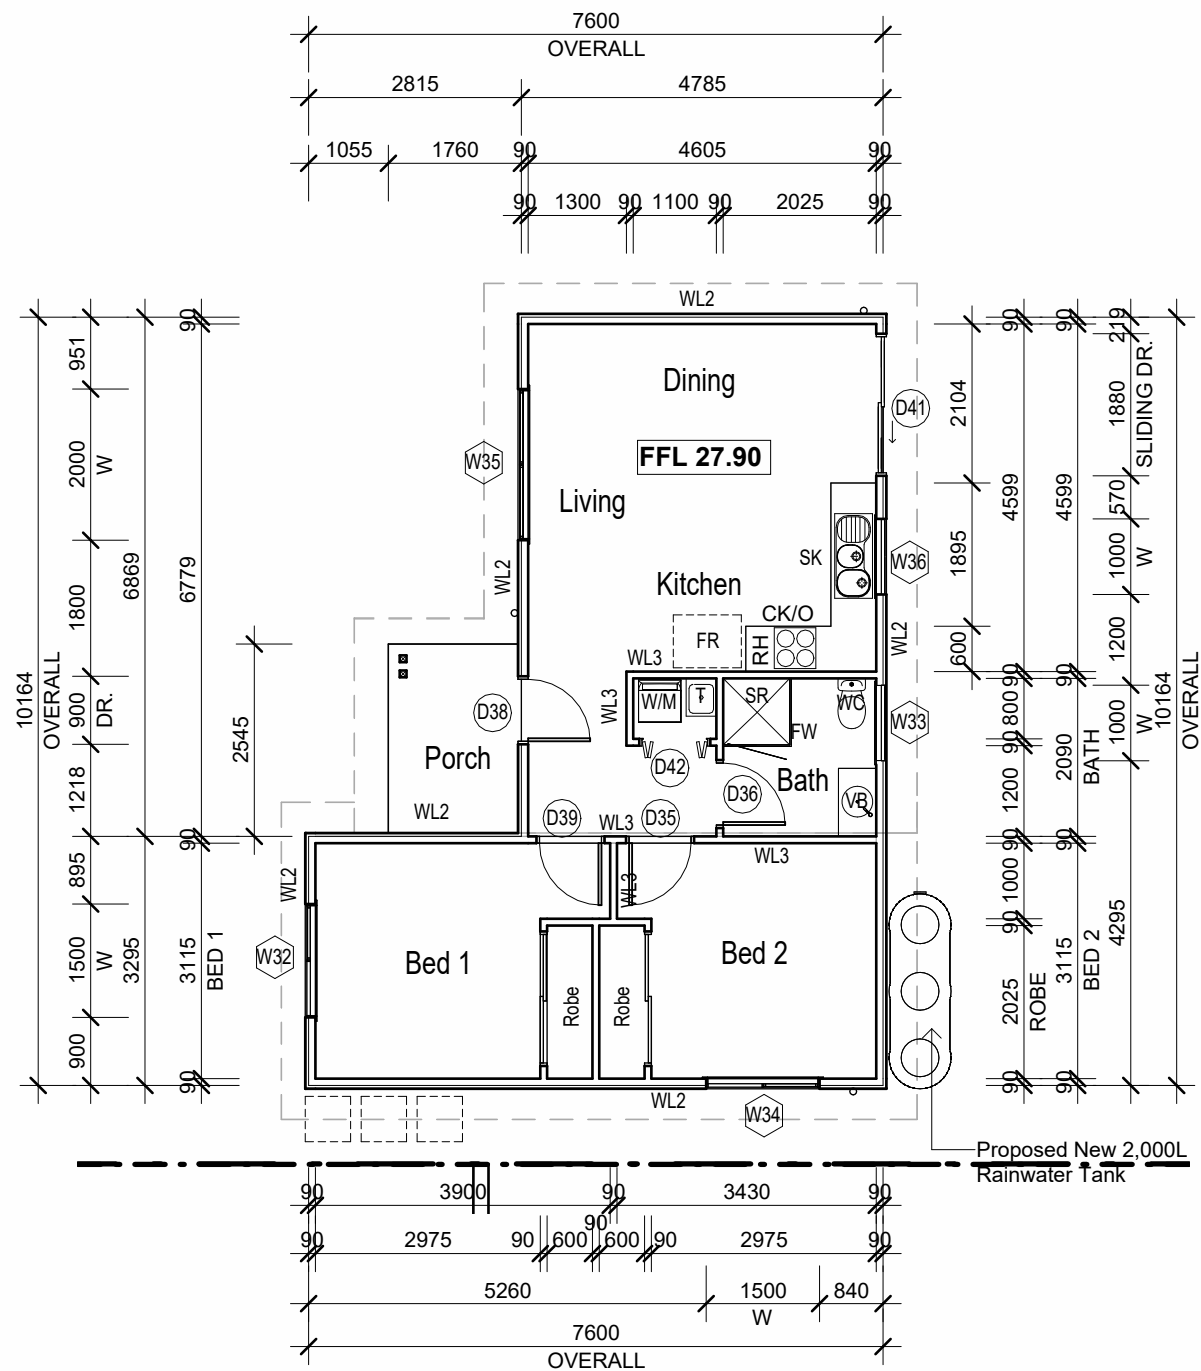 7600
OVERALL
2815 4785
1055 1760 90 4605 90
90 1300 90 1100 90 2025 90
WL2
Dining
D41
FFL 27.90
W35
Living
SK
W36
Kitchen
WL2
CK/O
FR
RH
WL2
WL3
WL3
W/M T SR WC
D38
W33
FW
Porch
D42
Bath
D36
VB
WL2
D39 WL3 D35
WL3
WL2
WL3
W32
Bed 1
Bed 2
Robe
Robe
WL2
W34
10164
OVERALL
951
2000
W
1800
900
DR.
1218
895
1500
W
900
6869
3295
90
6779
90
3115
BED 1
90
2545
2104
1895
600
90
4599
90
800
90
1200
90
1000
90
2025
ROBE
90
90
4599
90
2090
BATH
90
3115
BED 2
90
219
1880
SLIDING DR.
570
1000
W
1200
1000
W
4295
10164
OVERALL
Proposed New 2,000L
Rainwater Tank
90 3900 90 3430 90
90 2975 90 600 90 600 90 2975 90
5260 1500 840
W
7600
OVERALL